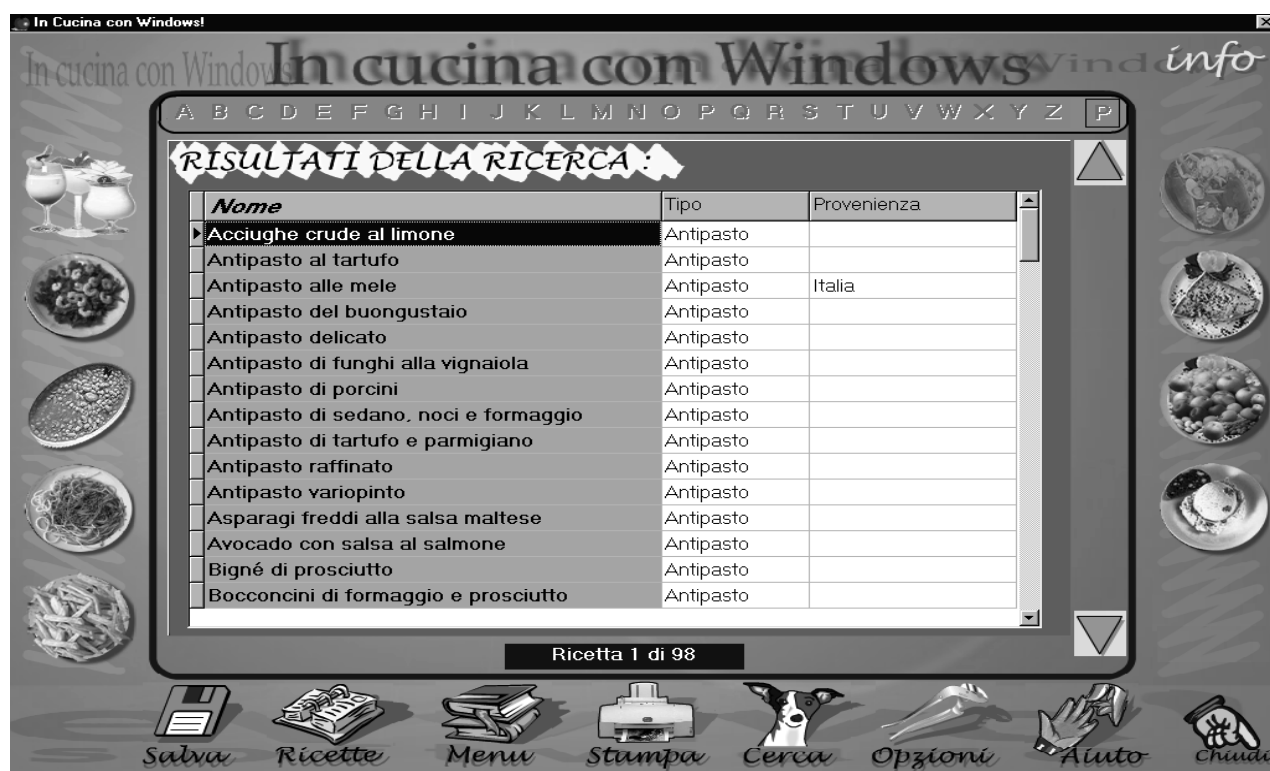 In Cucina con Windows!
In cucina con Windows
In cucina con Windows
info
A B C D E F G H I J K L M N O P Q R S T U V W X Y Z P
RISULTATI DELLA RICERCA :
Nome Tipo Provenienza
Acciughe crude al limone Antipasto
Antipasto al tartufo Antipasto
Antipasto alle mele Antipasto Italia
Antipasto del buongustaio Antipasto
Antipasto delicato Antipasto
Antipasto di funghi alla vignaiola Antipasto
Antipasto di porcini Antipasto
Antipasto di sedano, noci e formaggio Antipasto
Antipasto di tartufo e parmigiano Antipasto
Antipasto raffinato Antipasto
Antipasto variopinto Antipasto
Asparagi freddi alla salsa maltese Antipasto
Avocado con salsa al salmone Antipasto
Bigné di prosciutto Antipasto
Bocconcini di formaggio e prosciutto Antipasto
Ricetta 1 di 98
Salva Ricette Menu Stampa Cerca Opzioni Aiuto Chiudi